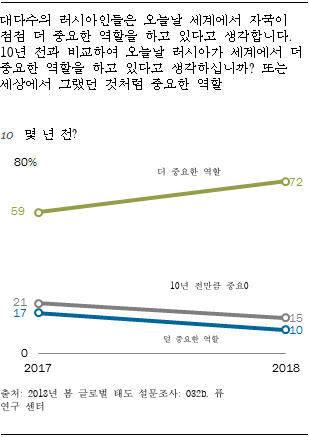 대다수의 러시아인들은 오늘날 세계에서 자국이
점점 더 중요한 역할을 하고 있다고 생각합니다.
10년 전과 비교하여 오늘날 러시아가 세계에서 더
중요한 역할을 하고 있다고 생각하십니까? 또는
세상에서 그랬던 것처럼 중요한 역할
10 몇 년 전?
80%
더 중요한 역할
72
59
10년 전만큼 중요0
21
17
15
10
덜 중요한 역할
0
2017 2018
출처: 2018년 봄 글로벌 태도 설문조사: Q32b. 퓨
연구 센터